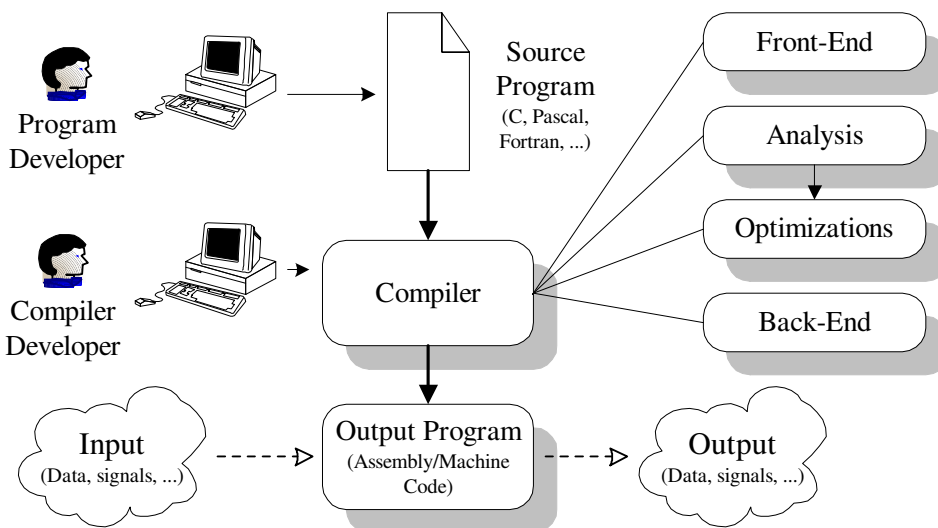 Program
Developer
Source
Program
(C, Pascal,
Fortran, ...)
Front-End
Analysis
Optimizations
Back-End
Compiler
Developer
Compiler
Input
(Data, signals, ...)
Output Program
(Assembly/Machine
Code)
Output
(Data, signals, ...)